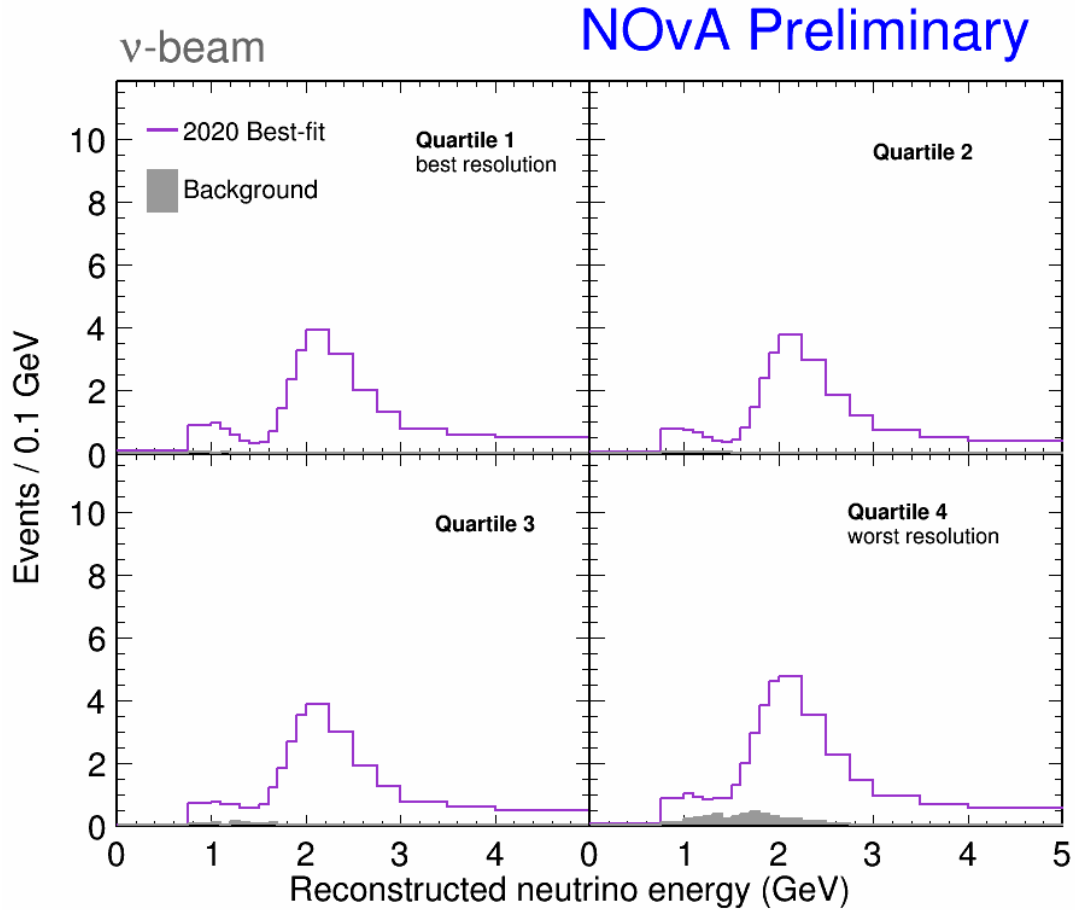 ν-beam
NOvA Preliminary
2020 Best-fit
Background
Quartile 1
best resolution
Quartile 2
Quartile 3
Quartile 4
worst resolution
Events / 0.1 GeV
10
8
6
4
2
0
10
8
6
4
2
0
0 1 2 3 4 0 1 2 3 4 5
Reconstructed neutrino energy (GeV)